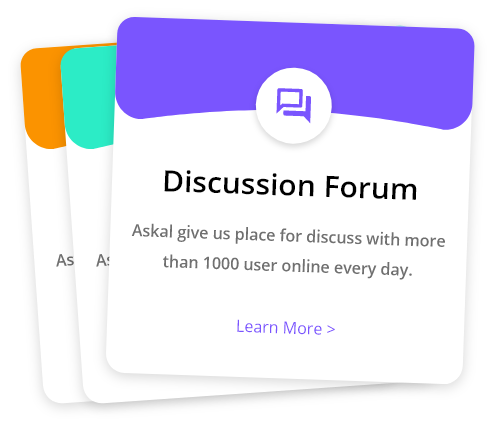 Discussion Forum
As
As
Askal give us place for discuss with more
than 1000 user online every day.
Learn More >